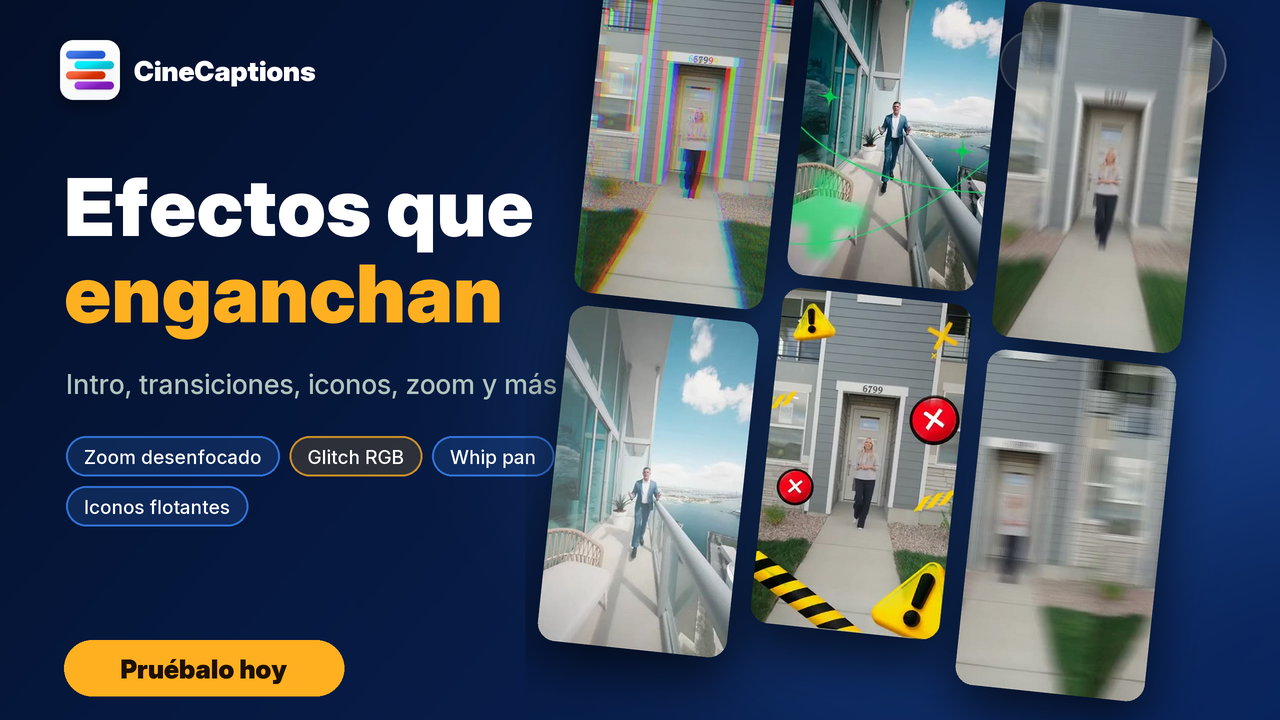 CineCaptions
Efectos que
enganchan
Intro, transiciones, iconos, zoom y más
Zoom desenfocado
Glitch RGB
Whip pan
Iconos flotantes
Pruébalo hoy
6799